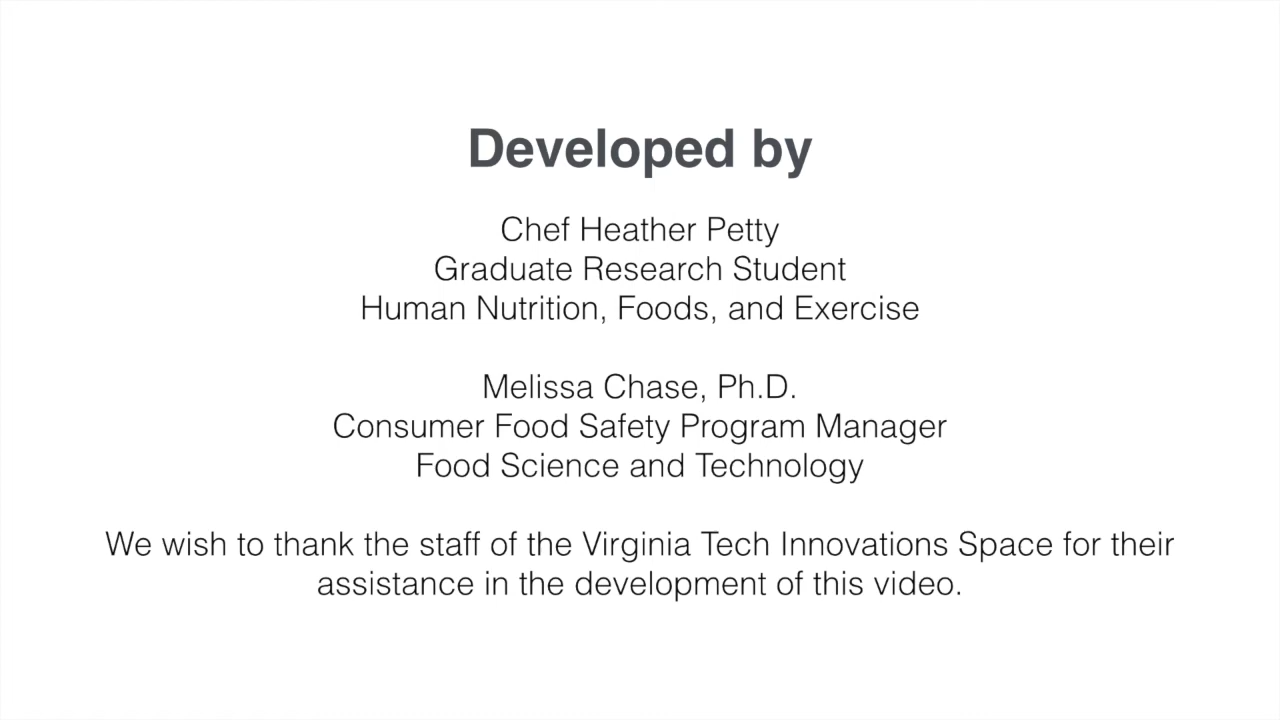 Developed by
Chef Heather Petty
Graduate Research Student
Human Nutrition, Foods, and Exercise
Melissa Chase, Ph.D.
Consumer Food Safety Program Manager
Food Science and Technology
We wish to thank the staff of the Virginia Tech Innovations Space for their
assistance in the development of this video.